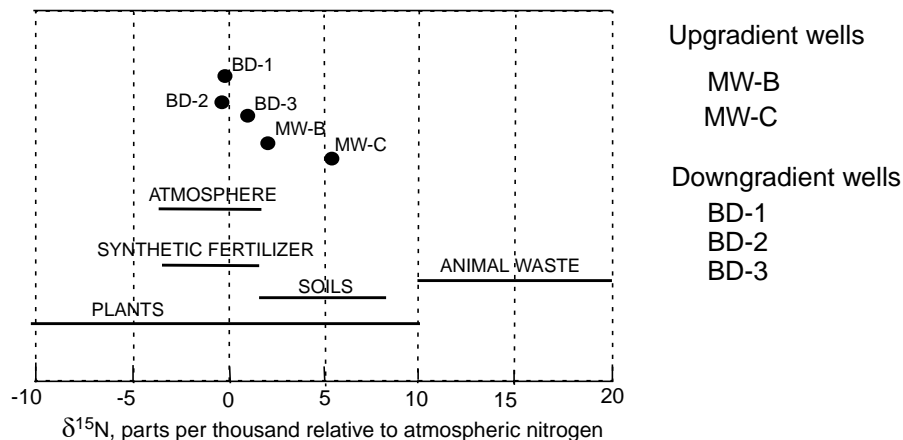 BD-1
BD-2
BD-3
MW-B
MW-C
ATMOSPHERE
SYNTHETIC FERTILIZER
ANIMAL WASTE
SOILS
PLANTS
-10 -5 0 5 10 15 20
δ¹⁵N, parts per thousand relative to atmospheric nitrogen
Upgradient wells
MW-B
MW-C
Downgradient wells
BD-1
BD-2
BD-3